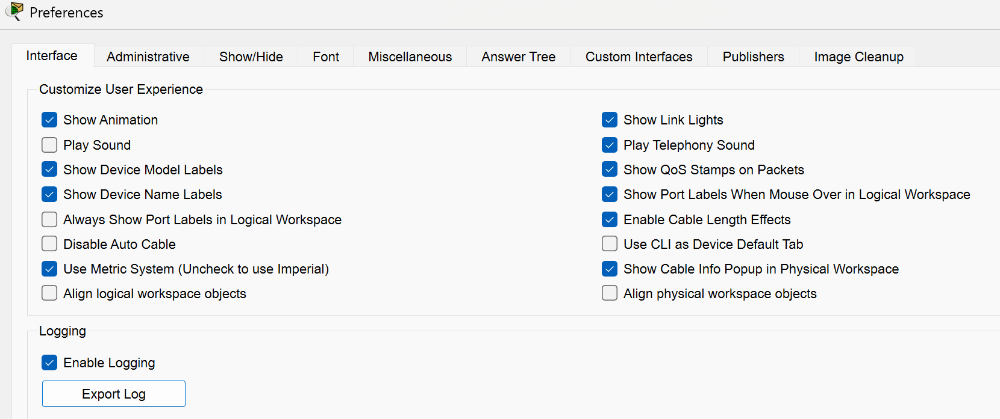 Preferences
Interface
Administrative
Show/Hide
Font
Miscellaneous
Answer Tree
Custom Interfaces
Publishers
Image Cleanup
Customize User Experience
Show Animation
Show Link Lights
Play Sound
Play Telephony Sound
Show Device Model Labels
Show QoS Stamps on Packets
Show Device Name Labels
Show Port Labels When Mouse Over in Logical Workspace
Always Show Port Labels in Logical Workspace
Enable Cable Length Effects
Disable Auto Cable
Use CLI as Device Default Tab
Use Metric System (Uncheck to use Imperial)
Show Cable Info Popup in Physical Workspace
Align logical workspace objects
Align physical workspace objects
Logging
Enable Logging
Export Log